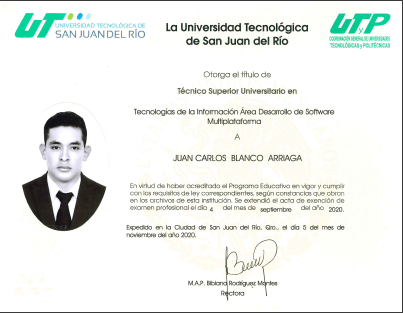 UT UNIVERSIDAD TECNOLÓGICA DE
SAN JUAN DEL RÍO
La Universidad Tecnológica
de San Juan del Río
UTyP
COORDINACIÓN GENERAL DE UNIVERSIDADES
TECNOLÓGICAS y POLITÉCNICAS
Otorga el título de
Técnico Superior Universitario en
Tecnologías de la Información Área Desarrollo de Software
Multiplataforma
A
JUAN CARLOS BLANCO ARRIAGA
En virtud de haber acreditado el Programa Educativo en vigor y cumplir
con los requisitos de ley correspondientes, según constancias que obran
en los archivos de esta institución. Se extendió el acta de exención de
examen profesional el día 4 del mes de septiembre del año 2020.
Expedido en la Ciudad de San Juan del Río, Qro., el día 5 del mes de
noviembre del año 2020.
M.A.P. Bibiana Rodríguez Montes
Rectora